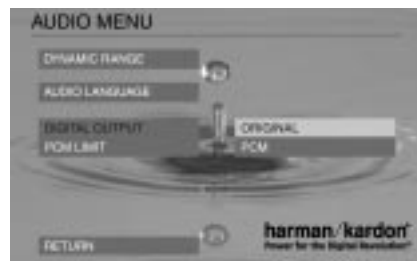 AUDIO MENU
DYNAMIC RANGE
AUDIO LANGUAGE
DIGITAL OUTPUT ORIGINAL
PCM LIMIT PCM
RETURN
harman/kardon®
Power for the Digital Revolution®